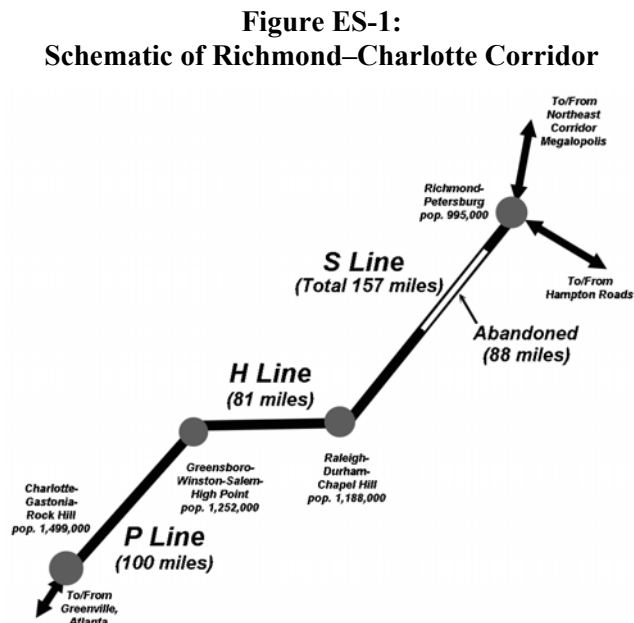 Figure ES-1:
Schematic of Richmond–Charlotte Corridor
To/From
Northeast
Corridor
Megalopolis
Richmond-
Petersburg
pop. 995,000
S Line
(Total 157 miles)
To/From
Hampton Roads
Abandoned
(88 miles)
H Line
(81 miles)
Raleigh-
Durham-
Chapel Hill
pop. 1,188,000
Greensboro-
Winston-Salem-
High Point
pop. 1,252,000
Charlotte-
Gastonia-
Rock Hill
pop. 1,499,000
P Line
(100 miles)
To/From
Greenville,
Atlanta